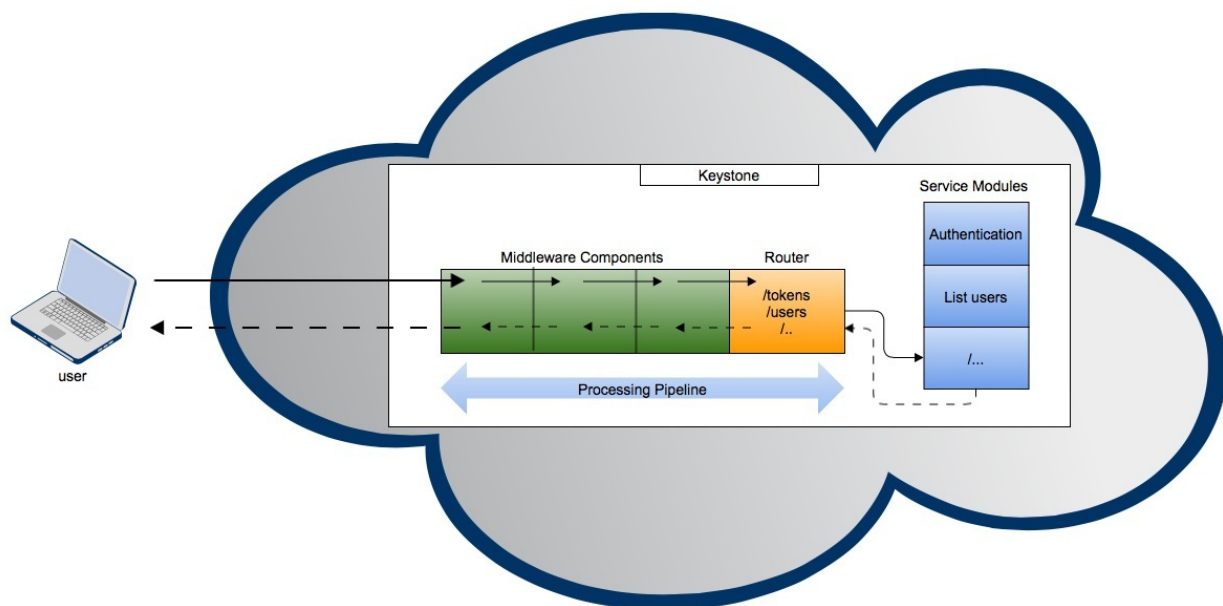 Keystone
Service Modules
Authentication
List users
/...
Middleware Components
Router
/tokens
/users
/..
Processing Pipeline
user